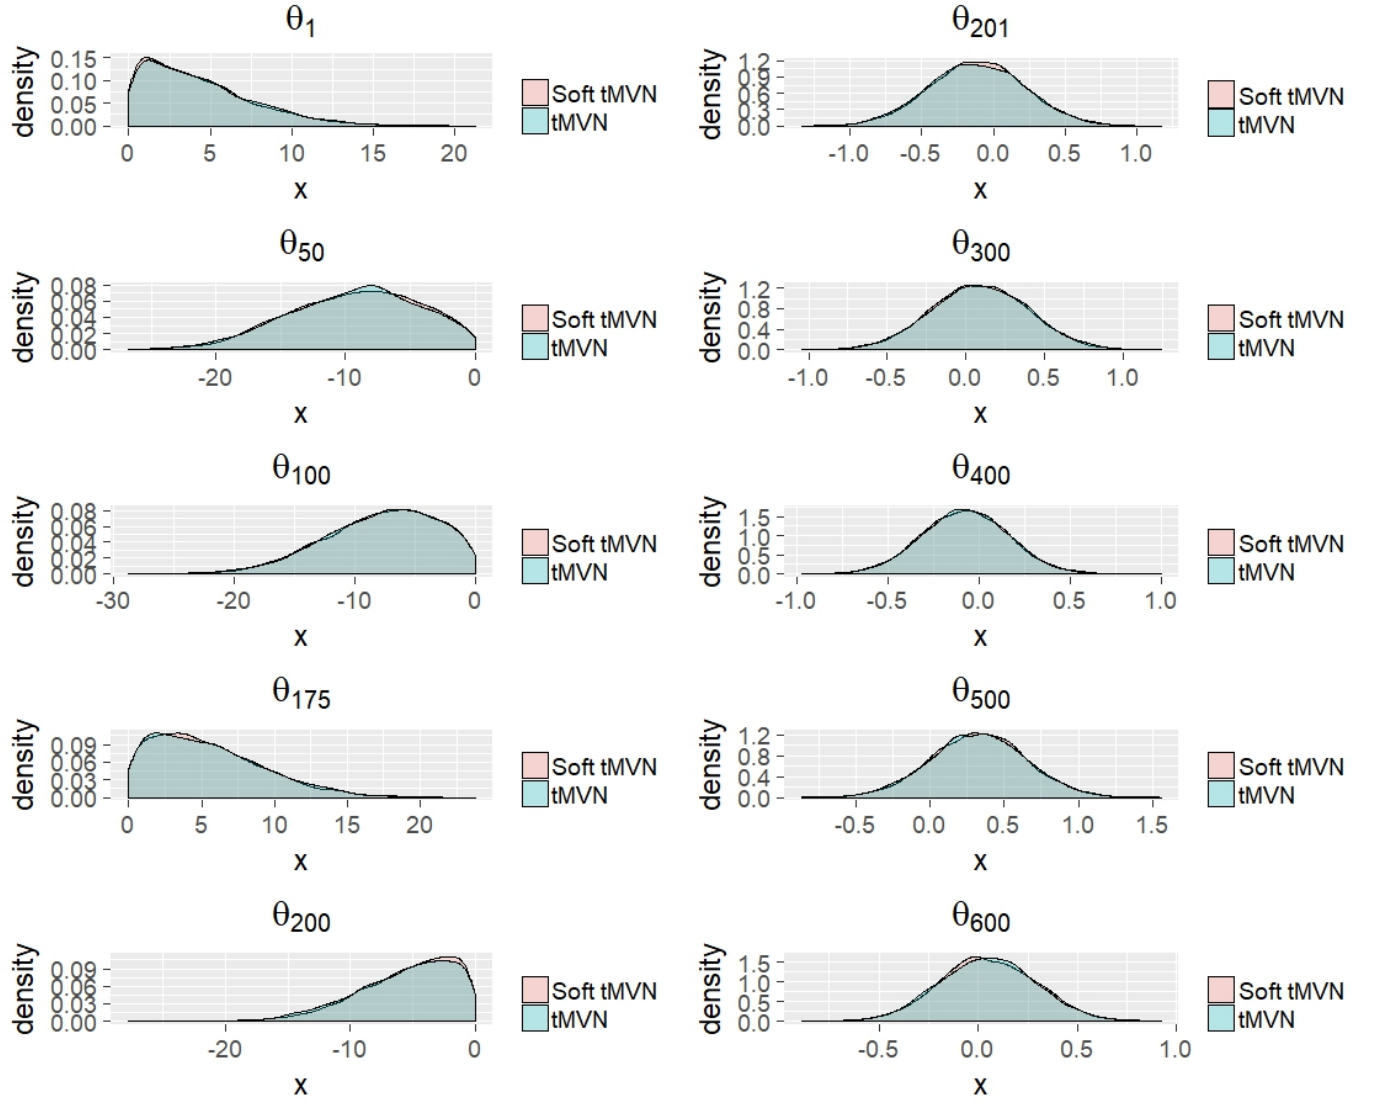 θ1
density
0.15
0.10
0.05
0.00
0 5 10 15 20
x
Soft tMVN
tMVN
θ201
density
1.2
0.9
0.6
0.3
0.0
-1.0 -0.5 0.0 0.5 1.0
x
Soft tMVN
tMVN
θ50
density
0.08
0.06
0.04
0.02
0.00
-20 -10 0
x
Soft tMVN
tMVN
θ300
density
1.2
0.8
0.4
0.0
-1.0 -0.5 0.0 0.5 1.0
x
Soft tMVN
tMVN
θ100
density
0.08
0.06
0.04
0.02
0.00
-30 -20 -10 0
x
Soft tMVN
tMVN
θ400
density
1.5
1.0
0.5
0.0
-1.0 -0.5 0.0 0.5 1.0
x
Soft tMVN
tMVN
θ175
density
0.09
0.06
0.03
0.00
0 5 10 15 20
x
Soft tMVN
tMVN
θ500
density
1.2
0.8
0.4
0.0
-0.5 0.0 0.5 1.0 1.5
x
Soft tMVN
tMVN
θ200
density
0.09
0.06
0.03
0.00
-20 -10 0
x
Soft tMVN
tMVN
θ600
density
1.5
1.0
0.5
0.0
-0.5 0.0 0.5 1.0
x
Soft tMVN
tMVN